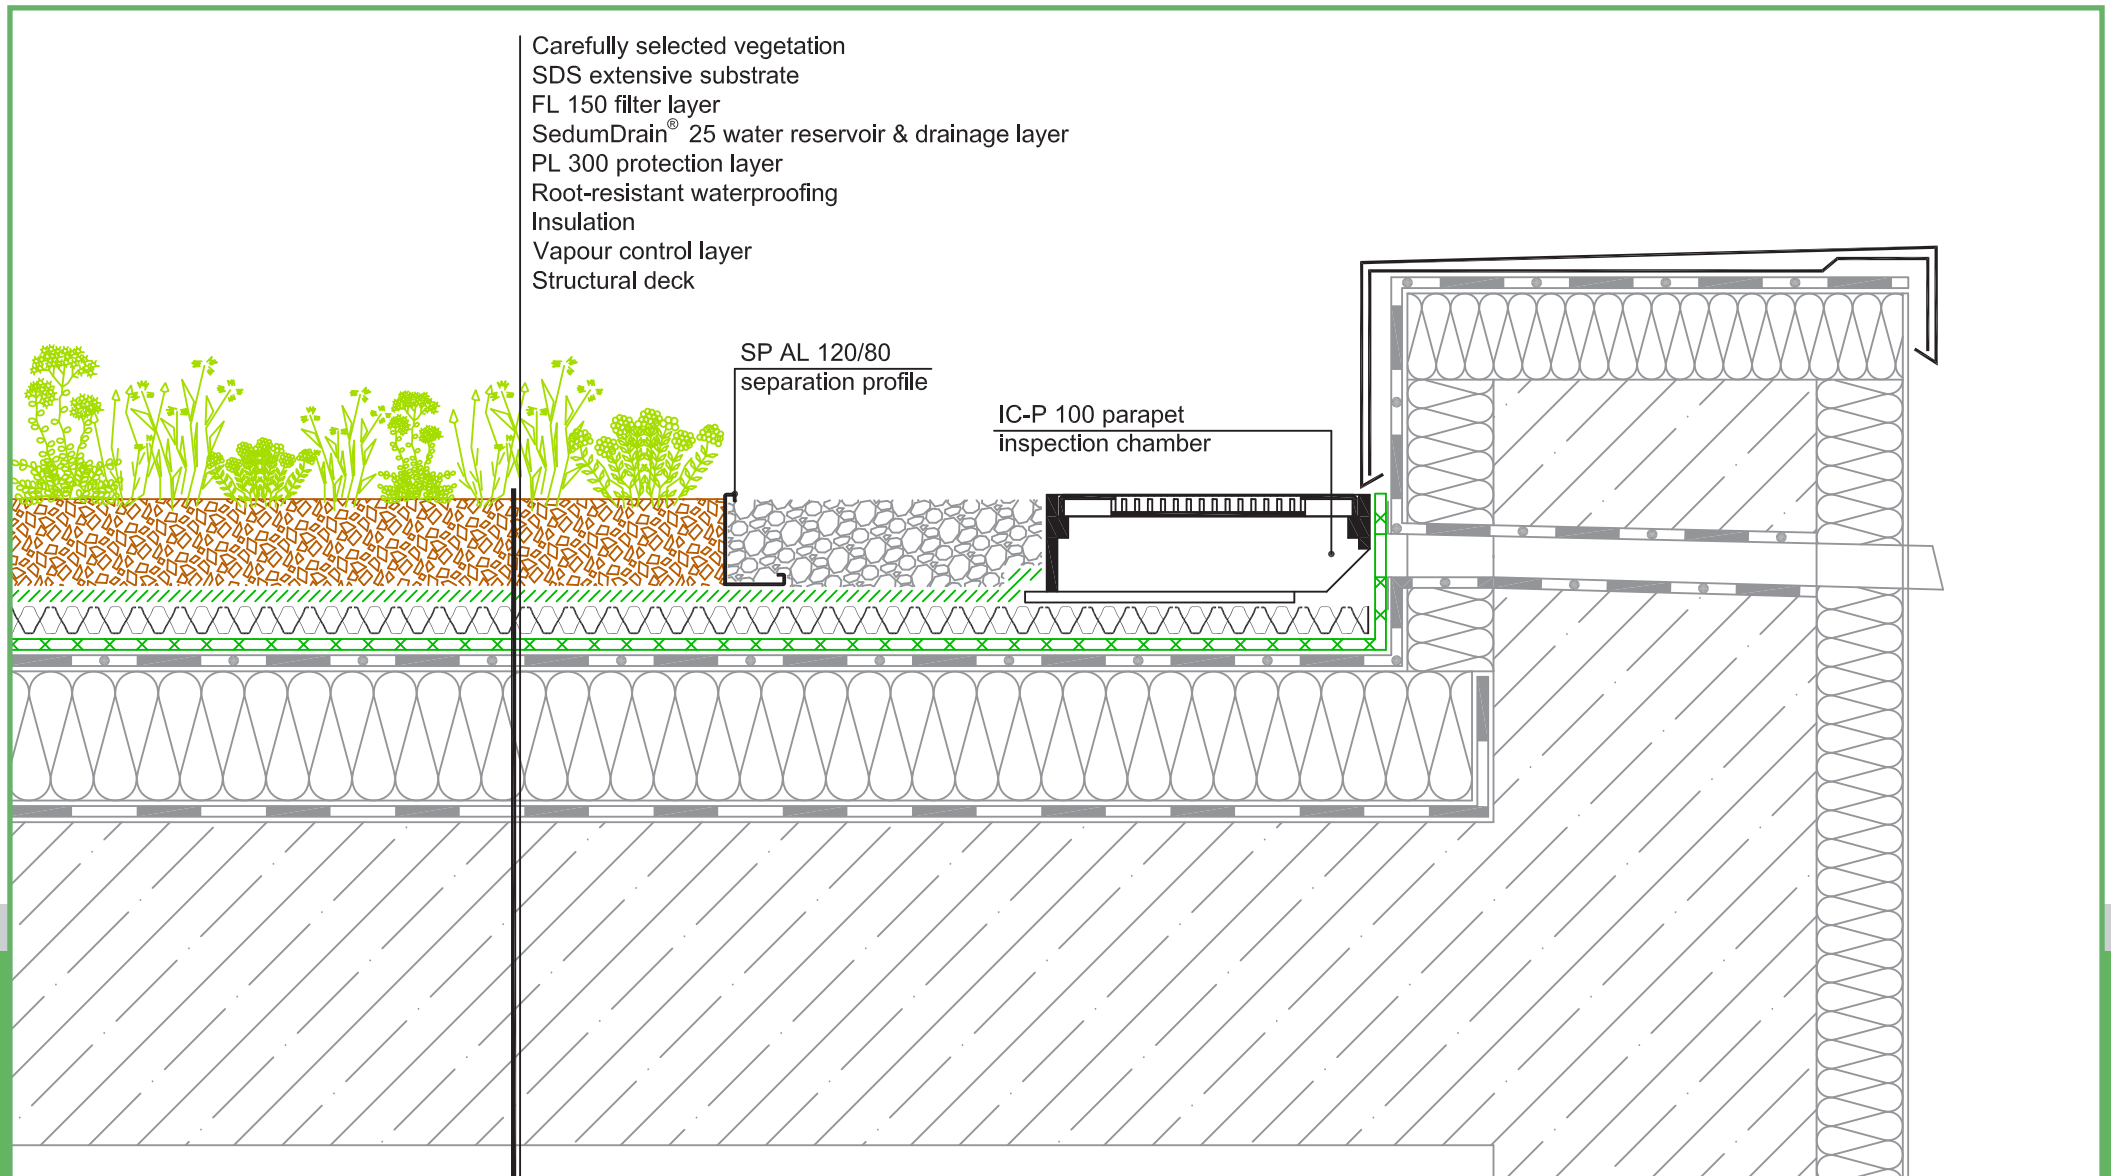 Carefully selected vegetation
SDS extensive substrate
FL 150 filter layer
SedumDrain® 25 water reservoir & drainage layer
PL 300 protection layer
Root-resistant waterproofing
Insulation
Vapour control layer
Structural deck
SP AL 120/80
separation profile
IC-P 100 parapet
inspection chamber